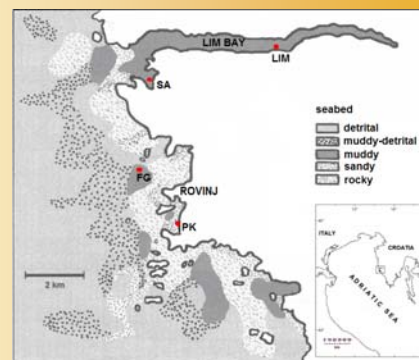 LIM BAY
LIM
SA
seabed
detrital
muddy-detrital
muddy
sandy
rocky
FG
ROVINJ
PK
2 km
ITALY
CROATIA
ADRIATIC SEA